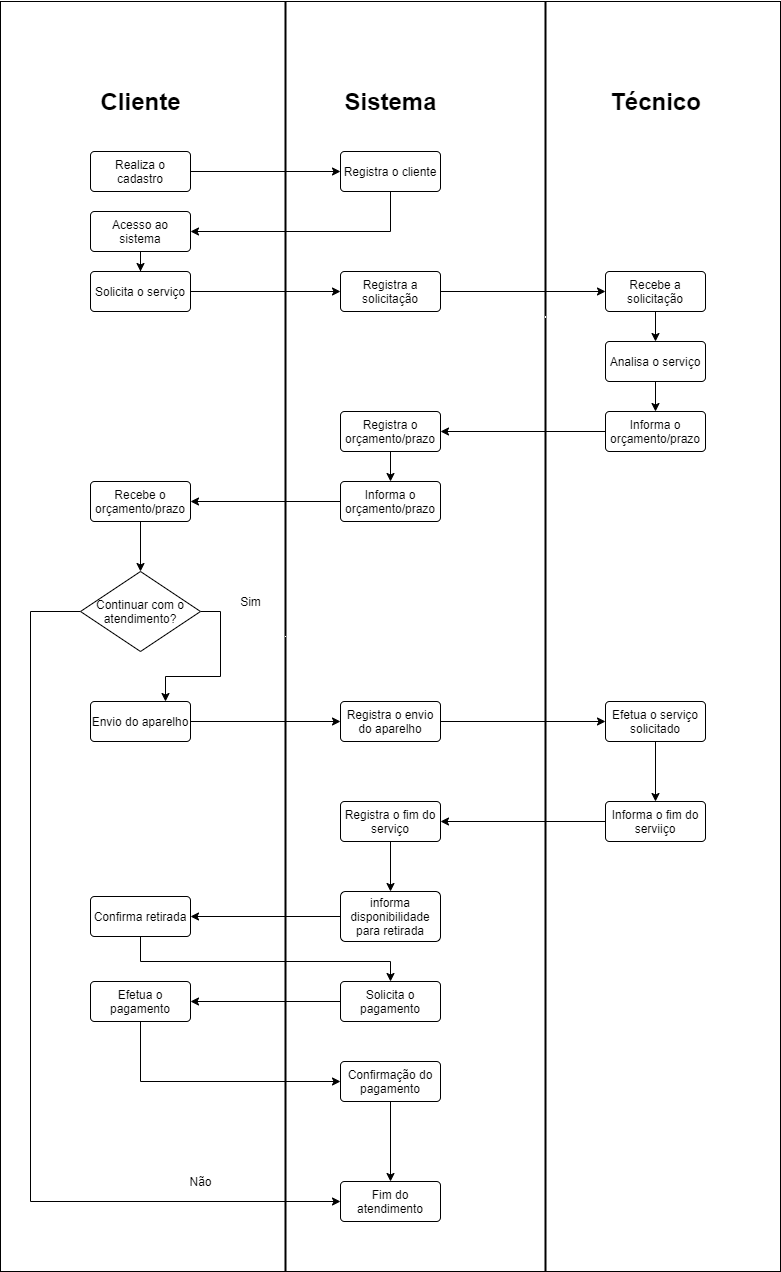 Cliente
Sistema
Técnico
Realiza o
cadastro
Registra o cliente
Acesso ao
sistema
Solicita o serviço
Registra a
solicitação
Recebe a
solicitação
Analisa o serviço
Registra o
orçamento/prazo
Informa o
orçamento/prazo
Recebe o
orçamento/prazo
Informa o
orçamento/prazo
Continuar com o
atendimento?
Sim
Envio do aparelho
Registra o envio
do aparelho
Efetua o serviço
solicitado
Registra o fim do
serviço
Informa o fim do
serviiço
Confirma retirada
informa
disponibilidade
para retirada
Efetua o
pagamento
Solicita o
pagamento
Confirmação do
pagamento
Não
Fim do
atendimento